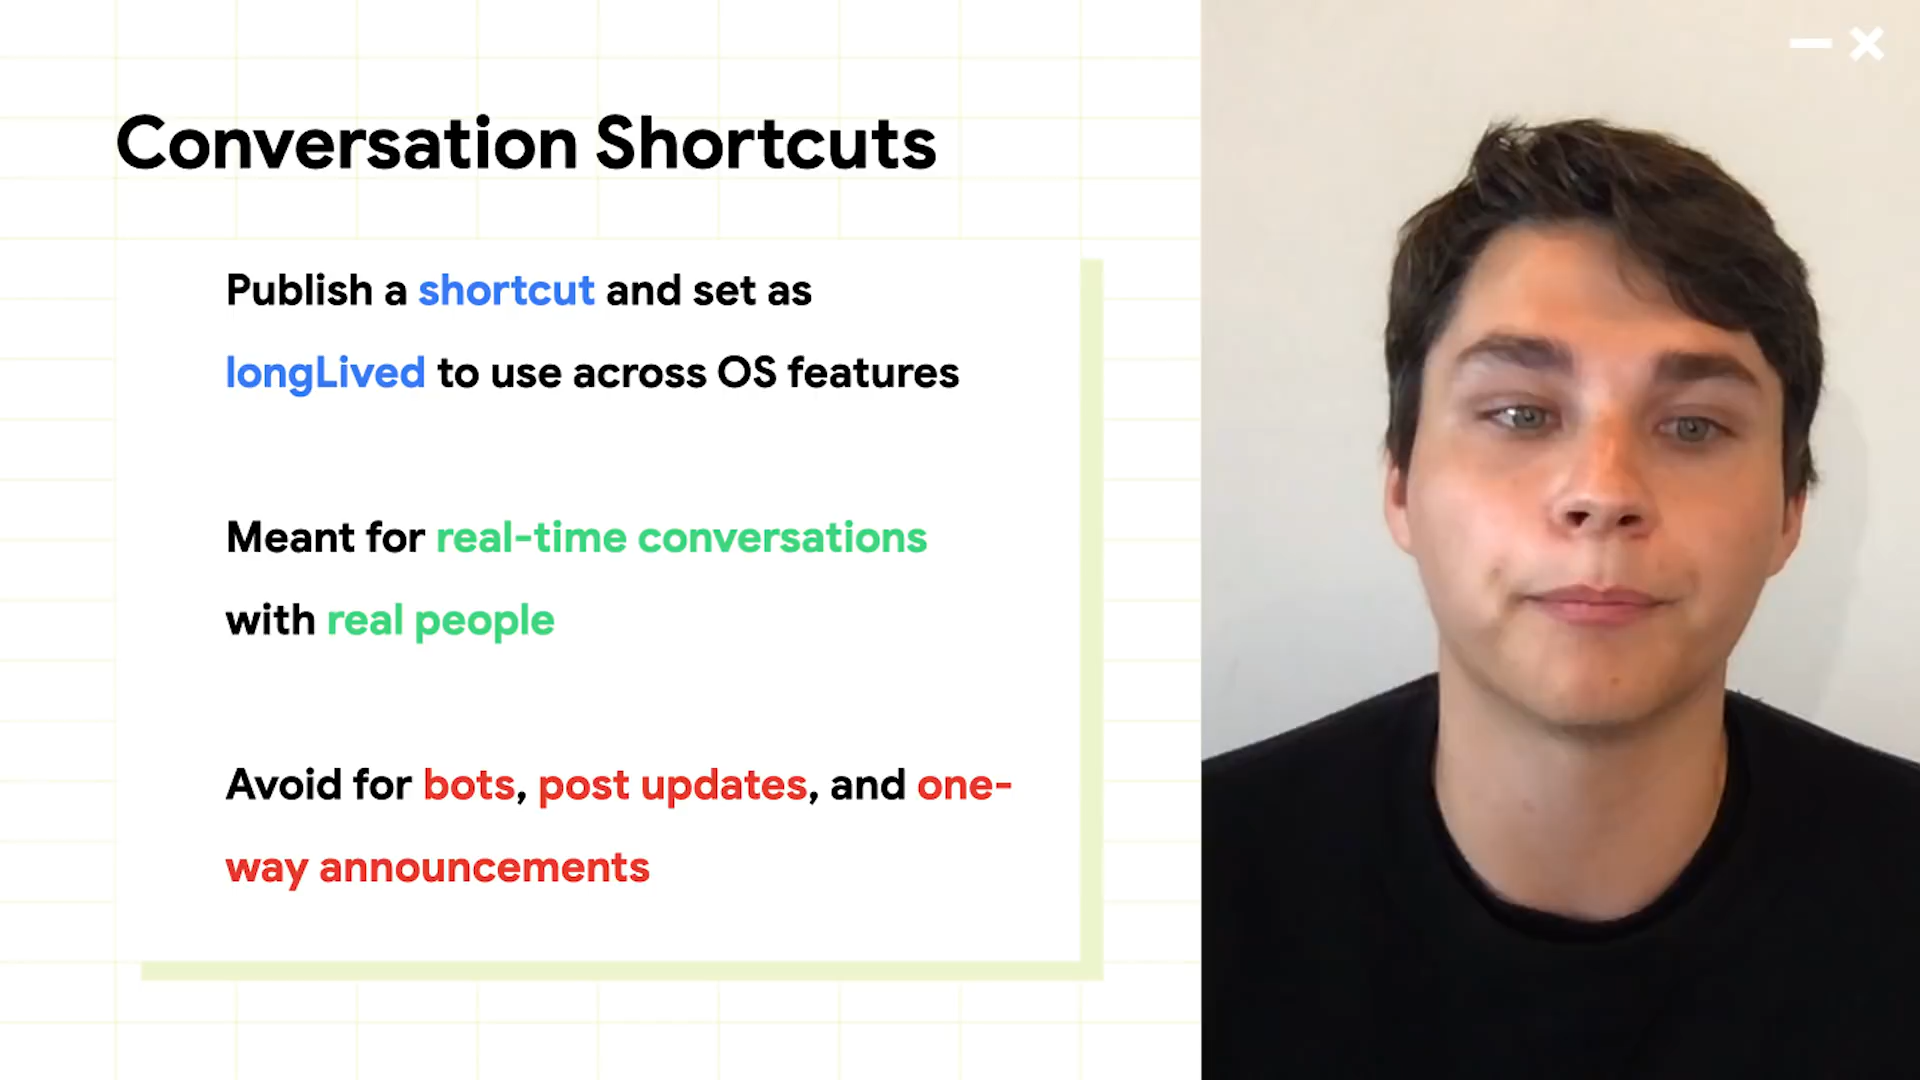 Conversation Shortcuts
Publish a shortcut and set as
longLived to use across OS features
Meant for real-time conversations
with real people
Avoid for bots, post updates, and one-
way announcements